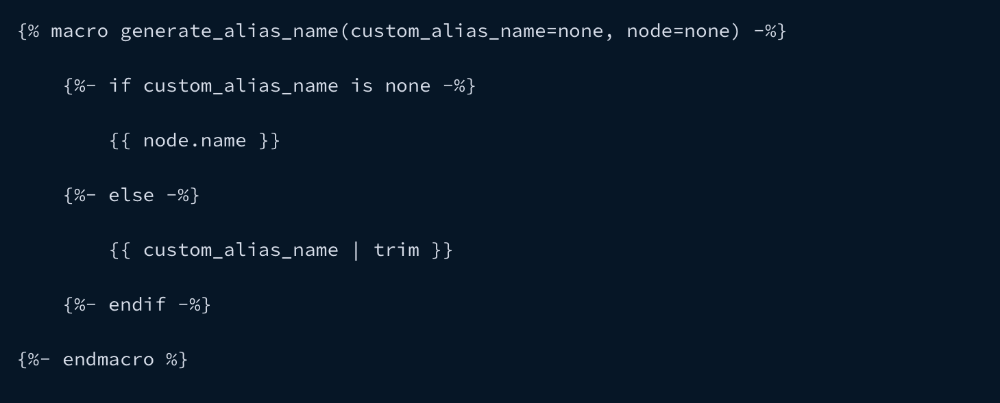 {% macro generate_alias_name(custom_alias_name=none, node=none) -%}
{%- if custom_alias_name is none -%}
{{ node.name }}
{%- else -%}
{{ custom_alias_name | trim }}
{%- endif -%}
{%- endmacro %}